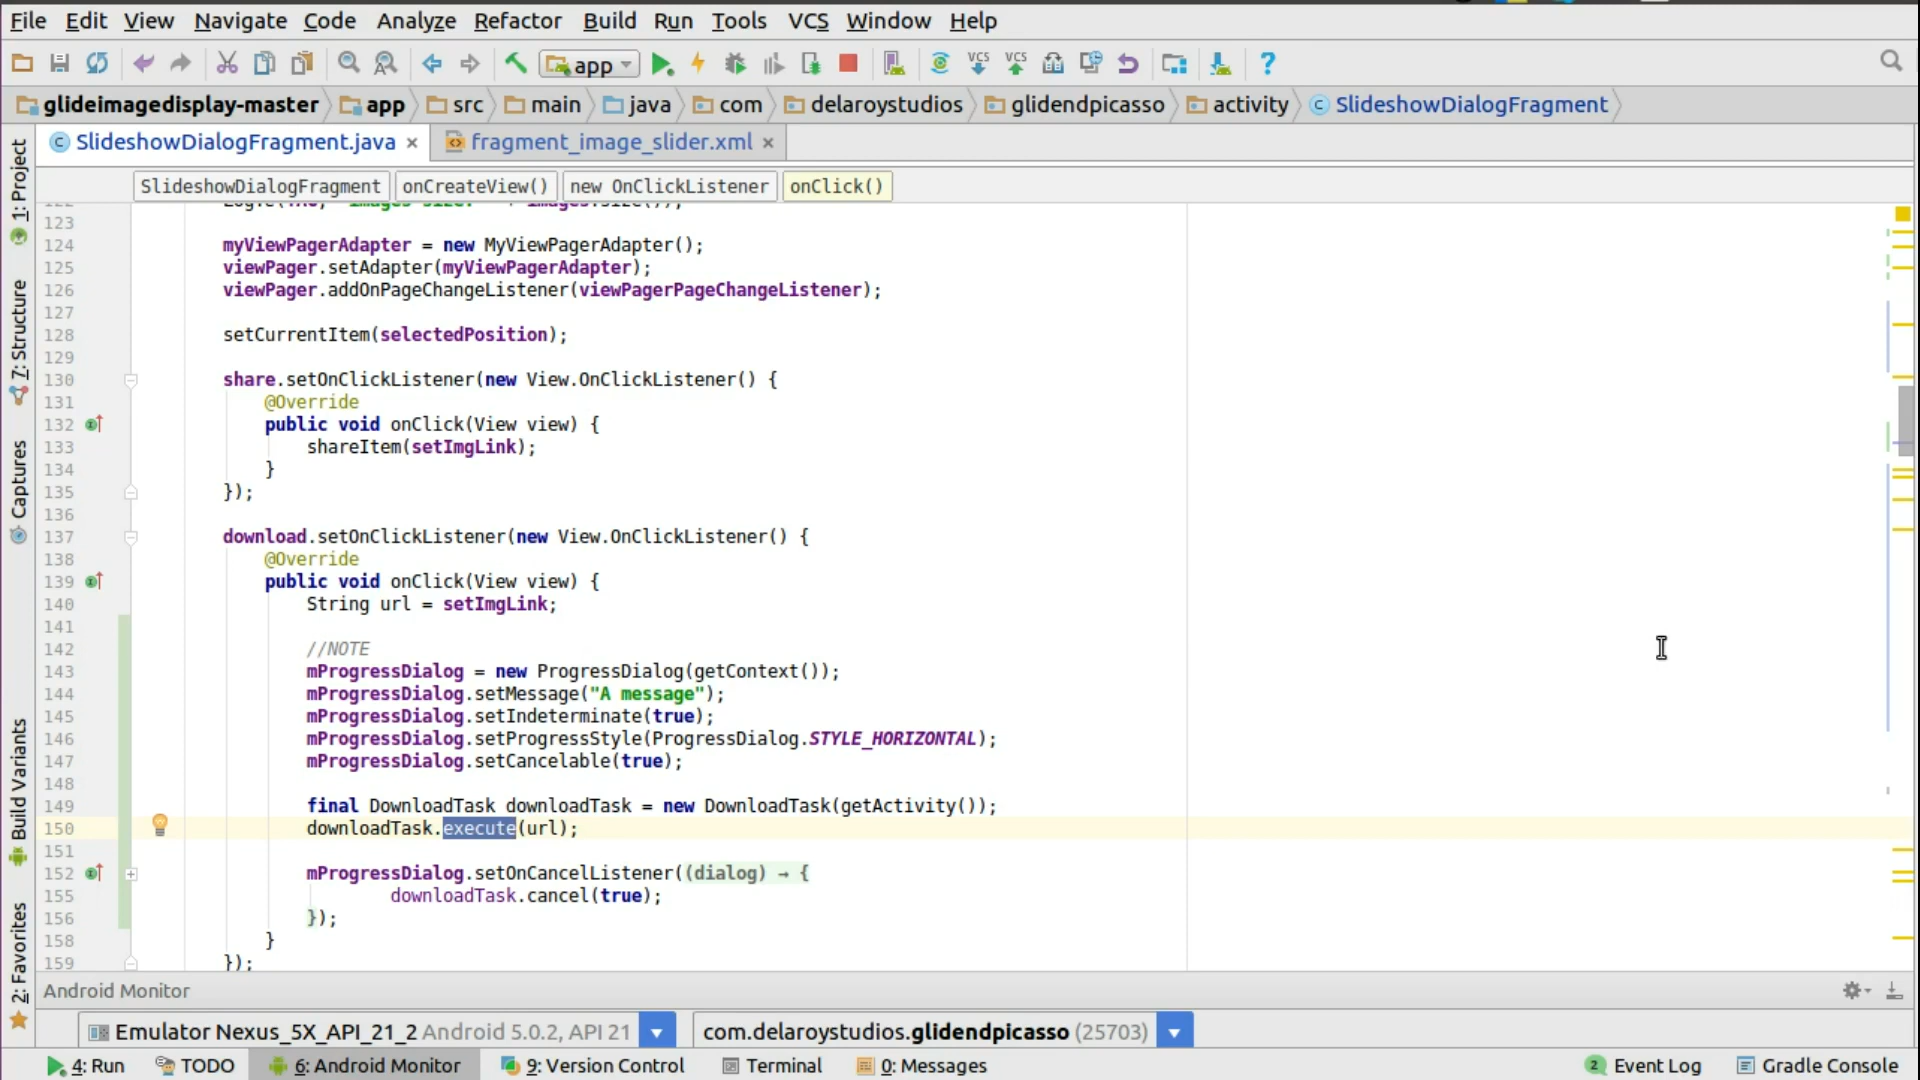 File Edit View Navigate Code Analyze Refactor Build Run Tools VCS Window Help
app VCS VCS ?
glideimagedisplay-master app src main java com delaroystudios glidendpicasso activity SlideshowDialogFragment
SlideshowDialogFragment.java fragment_image_slider.xml
SlideshowDialogFragment onCreateView() new OnClickListener onClick()
123
124 myViewPagerAdapter = new MyViewPagerAdapter();
125 viewPager.setAdapter(myViewPagerAdapter);
126 viewPager.addOnPageChangeListener(viewPagerPageChangeListener);
127
128 setCurrentItem(selectedPosition);
129
130 share.setOnClickListener(new View.OnClickListener() {
131 @Override
132 public void onClick(View view) {
133 shareItem(setImgLink);
134 }
135 });
136
137 download.setOnClickListener(new View.OnClickListener() {
138 @Override
139 public void onClick(View view) {
140 String url = setImgLink;
141
142 //NOTE
143 mProgressDialog = new ProgressDialog(getContext());
144 mProgressDialog.setMessage("A message");
145 mProgressDialog.setIndeterminate(true);
146 mProgressDialog.setProgressStyle(ProgressDialog.STYLE_HORIZONTAL);
147 mProgressDialog.setCancelable(true);
148
149 final DownloadTask downloadTask = new DownloadTask(getActivity());
150 downloadTask.execute(url);
151
152 mProgressDialog.setOnCancelListener((dialog) → {
155 downloadTask.cancel(true);
156 });
158 }
159 });
1: Project
7: Structure
Captures
Build Variants
2: Favorites
Android Monitor
Emulator Nexus_5X_API_21_2 Android 5.0.2, API 21 com.delaroystudios.glidendpicasso (25703)
4: Run TODO 6: Android Monitor 9: Version Control Terminal 0: Messages 2 Event Log Gradle Console